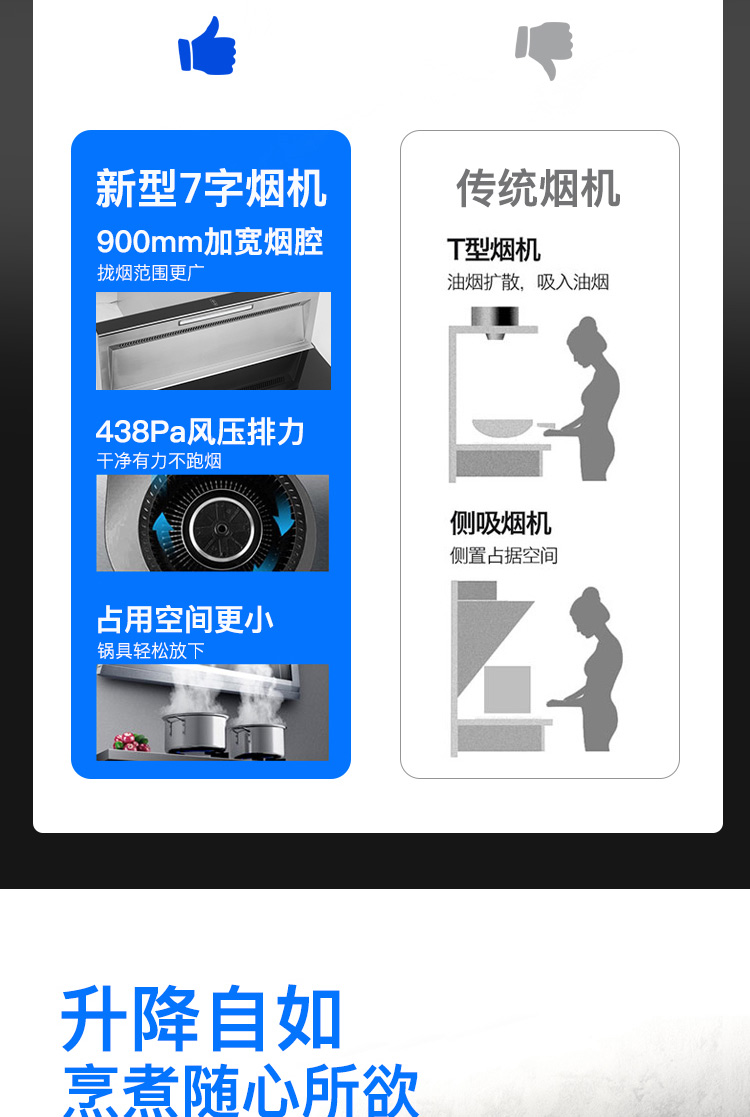 新型7字烟机
900mm加宽烟腔
拢烟范围更广
438Pa风压排力
干净有力不跑烟
占用空间更小
锅具轻松放下
传统烟机
T型烟机
油烟扩散，吸入油烟
侧吸烟机
侧置占据空间
升降自如
烹煮随心所欲